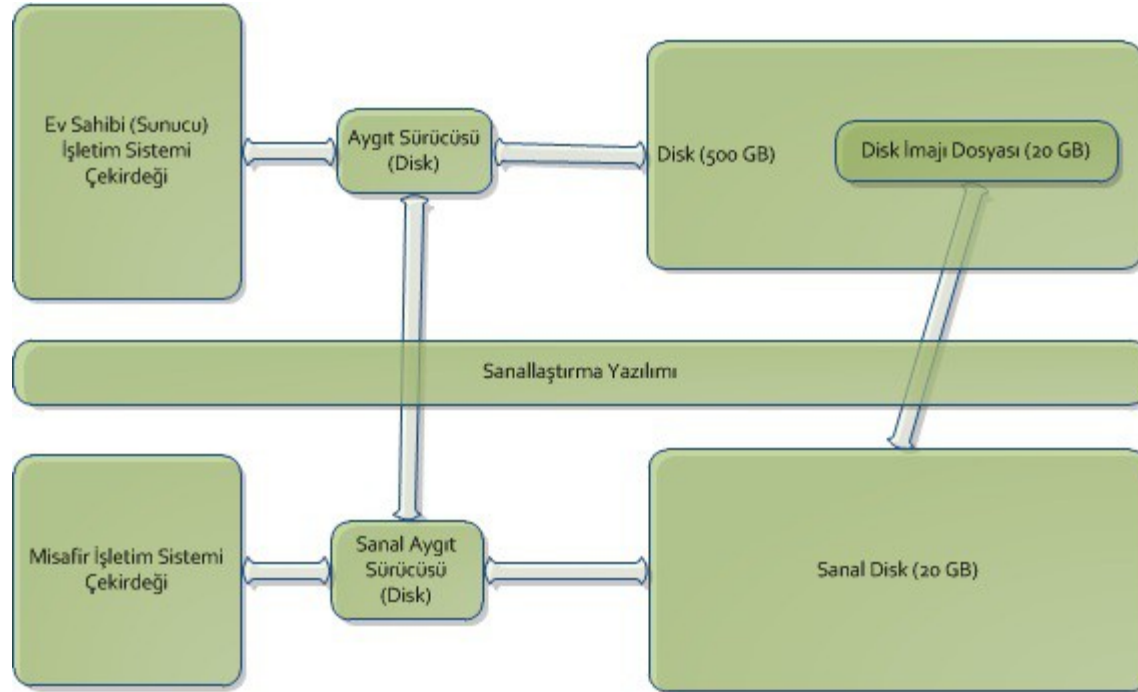 Ev Sahibi (Sunucu)
İşletim Sistemi
Çekirdeği
Aygıt Sürücüsü
(Disk)
Disk (500 GB)
Disk İmajı Dosyası (20 GB)
Sanallaştırma Yazılımı
Misafir İşletim Sistemi
Çekirdeği
Sanal Aygıt
Sürücüsü
(Disk)
Sanal Disk (20 GB)